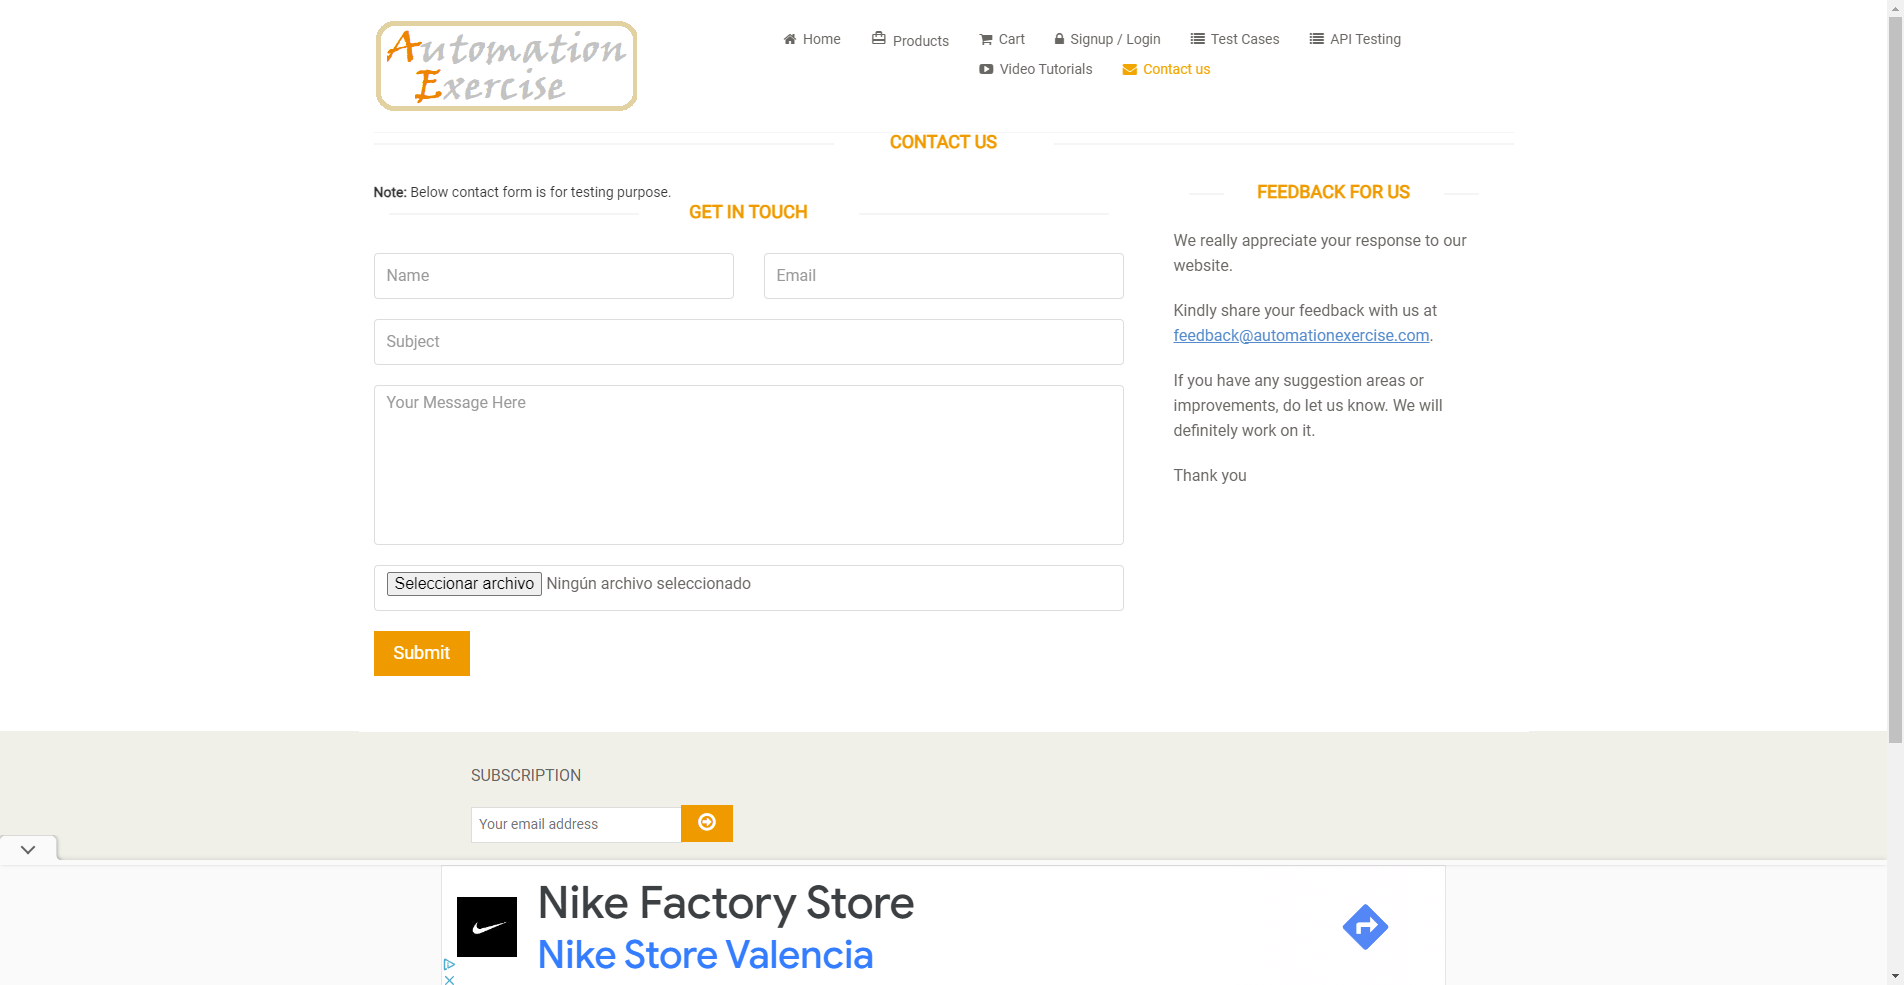 Automation
Exercise
Home
Products
Cart
Signup / Login
Test Cases
API Testing
Video Tutorials
Contact us
CONTACT US
Note: Below contact form is for testing purpose.
GET IN TOUCH
Name
Email
Subject
Your Message Here
Seleccionar archivo Ningún archivo seleccionado
Submit
FEEDBACK FOR US
We really appreciate your response to our
website.
Kindly share your feedback with us at
feedback@automationexercise.com.
If you have any suggestion areas or
improvements, do let us know. We will
definitely work on it.
Thank you
SUBSCRIPTION
Your email address
Nike Factory Store
Nike Store Valencia